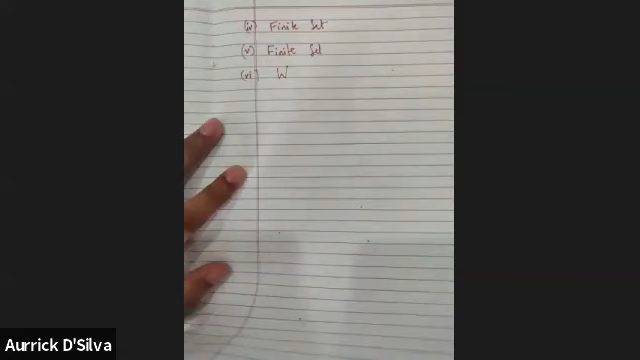 (iv) Finite Set
(v) Finite Set
(vi) W
Aurrick D'Silva